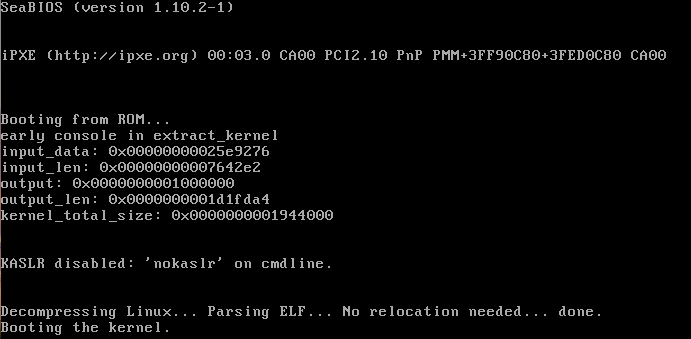 SeaBIOS (version 1.10.2-1)
iPXE (http://ipxe.org) 00:03.0 CA00 PCI2.10 PnP PMM+3FF90C80+3FED0C80 CA00
Booting from ROM...
early console in extract_kernel
input_data: 0x00000000025e9276
input_len: 0x00000000007642e2
output: 0x0000000001000000
output_len: 0x0000000001d1fda4
kernel_total_size: 0x0000000001944000
KASLR disabled: 'nokaslr' on cmdline.
Decompressing Linux... Parsing ELF... No relocation needed... done.
Booting the kernel.